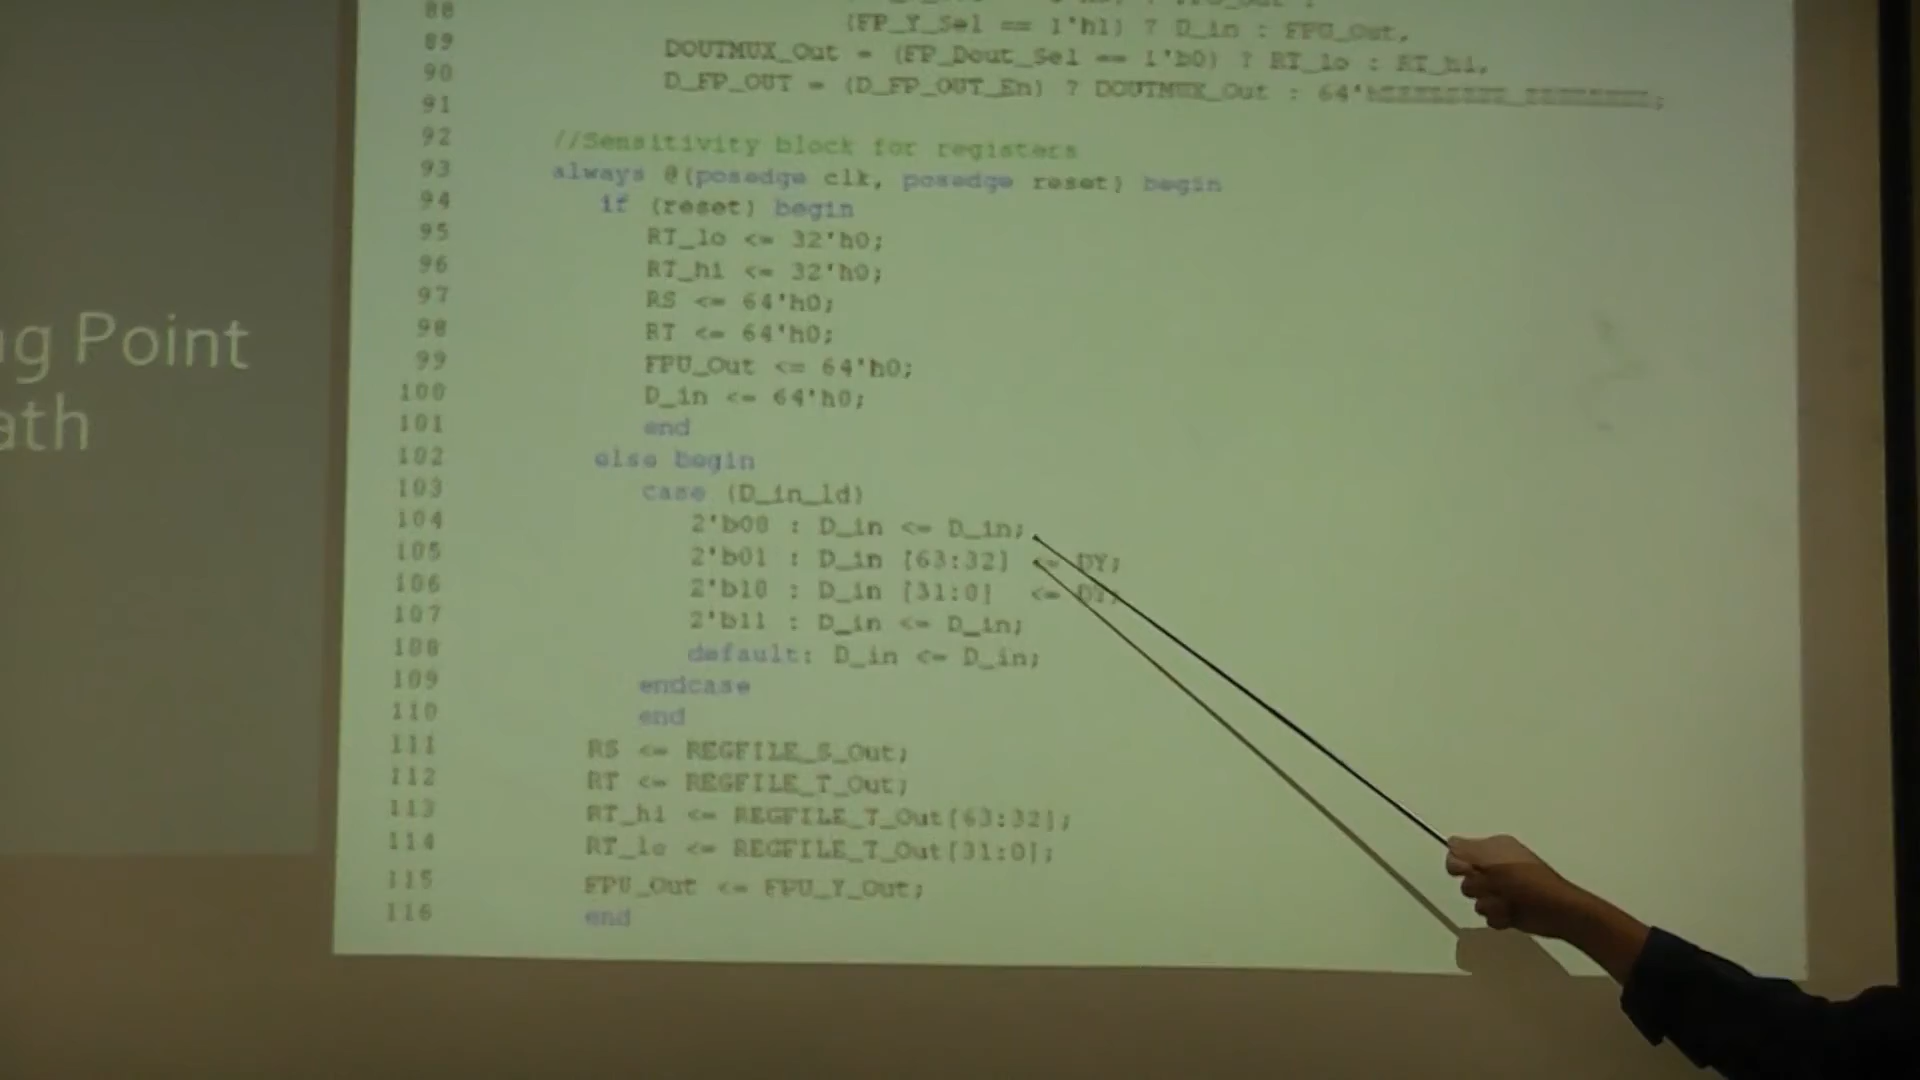 ng Point
ath
88
89 (FP_Y_Sel == 1'h1) ? D_in : FPU_Out,
90 DOUTMUX_Out = (FP_Dout_Sel == 1'b0) ? RT_lo : RT_hi,
91 D_FP_OUT = (D_FP_OUT_En) ? DOUTMUX_Out : 64'h
92 //Sensitivity block for registers
93 always @(posedge clk, posedge reset) begin
94 if (reset) begin
95 RT_lo <= 32'h0;
96 RT_hi <= 32'h0;
97 RS <= 64'h0;
98 RT <= 64'h0;
99 FPU_Out <= 64'h0;
100 D_in <= 64'h0;
101 end
102 else begin
103 case (D_in_ld)
104 2'b00 : D_in <= D_in;
105 2'b01 : D_in [63:32] <= DY;
106 2'b10 : D_in [31:0] <= DY;
107 2'b11 : D_in <= D_in;
108 default: D_in <= D_in;
109 endcase
110 end
111 RS <= REGFILE_S_Out;
112 RT <= REGFILE_T_Out;
113 RT_hi <= REGFILE_T_Out[63:32];
114 RT_lo <= REGFILE_T_Out[31:0];
115 FPU_Out <= FPU_Y_Out;
116 end